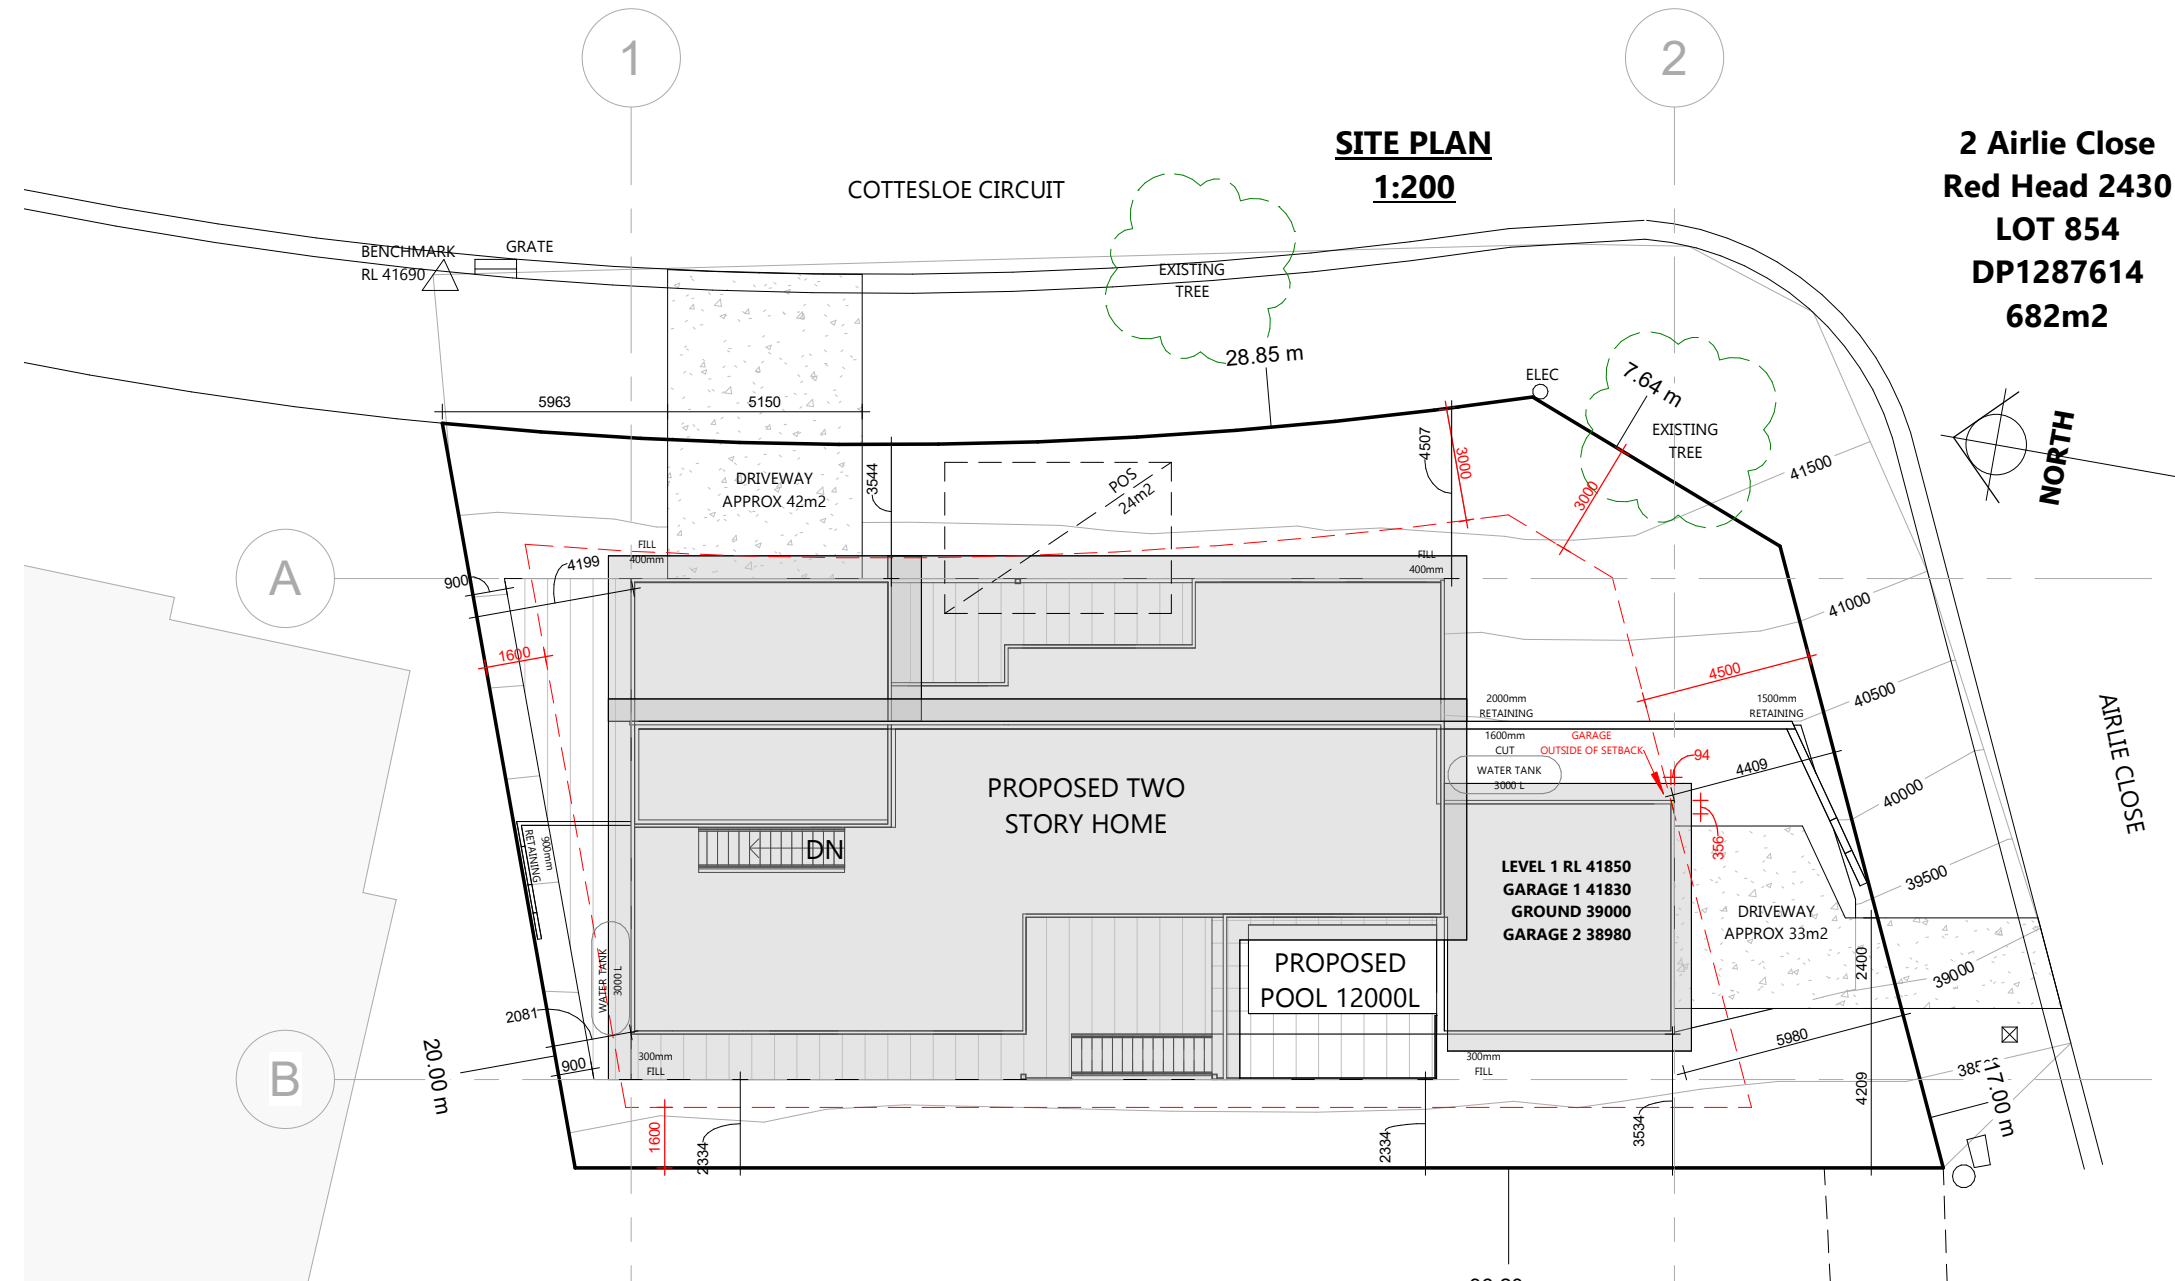 1
2
SITE PLAN
1:200
2 Airlie Close
Red Head 2430
LOT 854
DP1287614
682m2
COTTESLOE CIRCUIT
BENCHMARK
RL 41690
GRATE
EXISTING
TREE
28.85 m
ELEC
7.64 m
EXISTING
TREE
NORTH
5963
5150
4507
3000
3000
41500
DRIVEWAY
APPROX 42m2
3544
POS
24m2
A
FILL
400mm
FILL
400mm
900
4199
41000
1600
4500
40500
2000mm
RETAINING
1500mm
RETAINING
1600mm
CUT
GARAGE
OUTSIDE OF SETBACK
94
4409
WATER TANK
3000 L
40000
AIRLIE CLOSE
PROPOSED TWO
STORY HOME
DN
900mm
RETAINING
356
LEVEL 1 RL 41850
GARAGE 1 41830
GROUND 39000
GARAGE 2 38980
39500
DRIVEWAY
APPROX 33m2
2400
39000
PROPOSED
POOL 12000L
WATER TANK
3000 L
2081
20.00 m
900
B
300mm
FILL
300mm
FILL
5980
4209
17.00 m
1600
2334
2334
3534